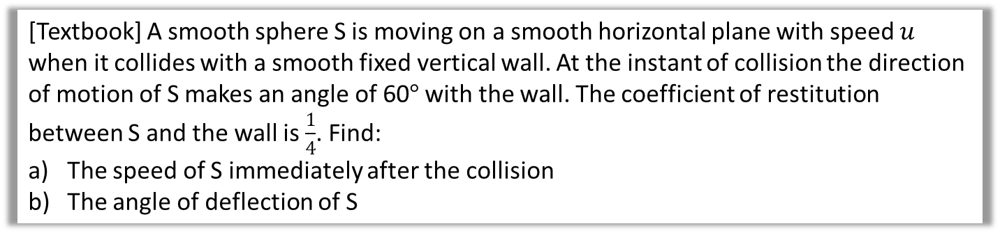 [Textbook] A smooth sphere S is moving on a smooth horizontal plane with speed 𝑢
when it collides with a smooth fixed vertical wall. At the instant of collision the direction
of motion of S makes an angle of 60° with the wall. The coefficient of restitution
between S and the wall is 1/4. Find:
a) The speed of S immediately after the collision
b) The angle of deflection of S